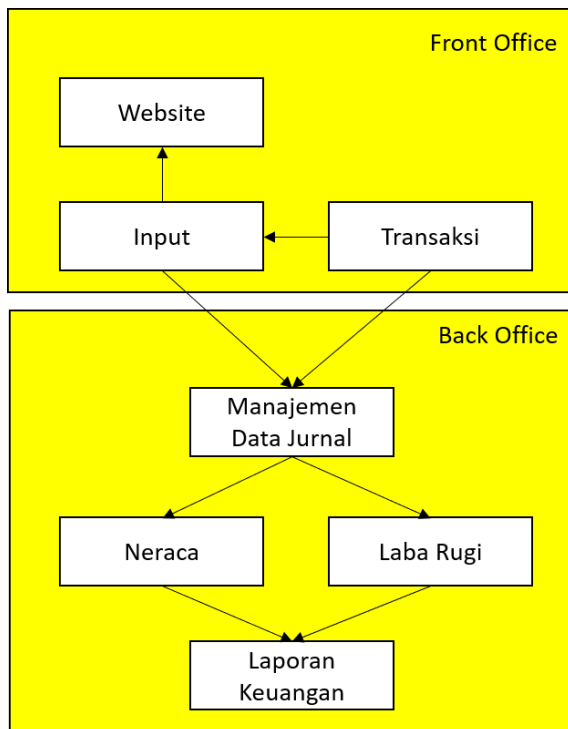 Front Office
Website
Input
Transaksi
Back Office
Manajemen
Data Jurnal
Neraca
Laba Rugi
Laporan
Keuangan